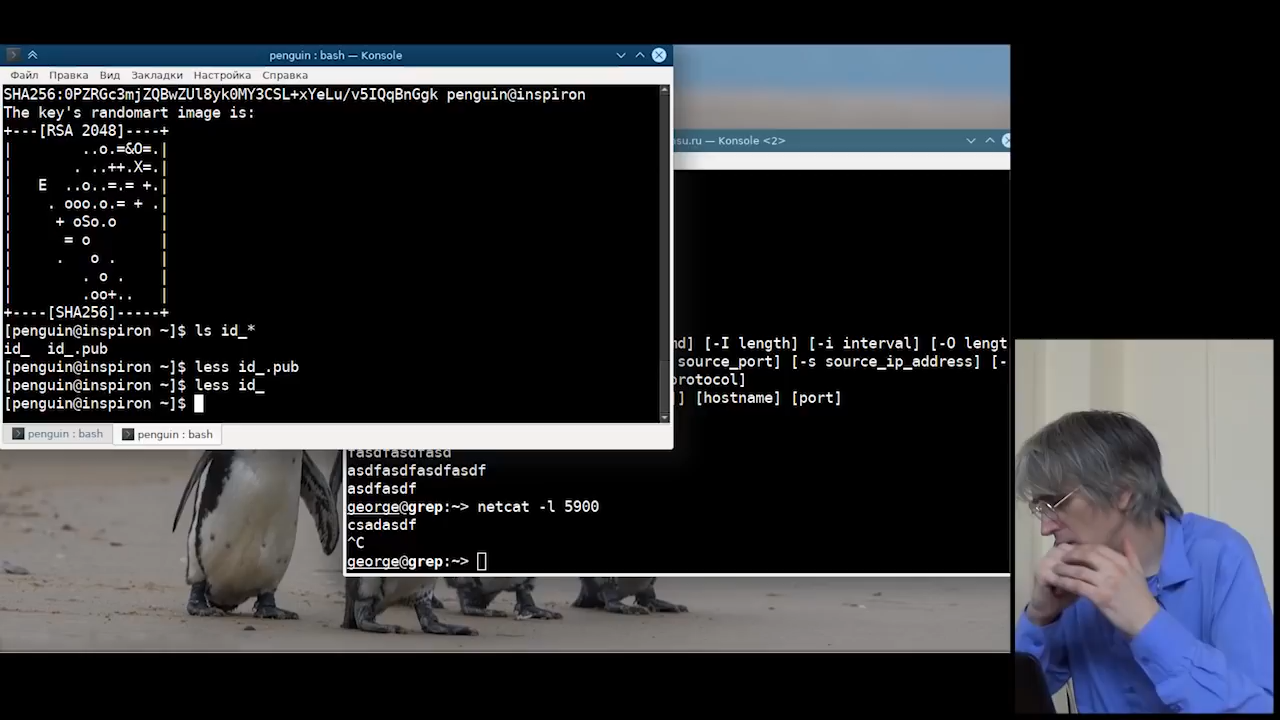 penguin : bash — Konsole
Файл Правка Вид Закладки Настройка Справка
SHA256:0PZRGc3mjZQBwZUl8yk0MY3CSL+xYeLu/v5IQqBnGgk penguin@inspiron
The key's randomart image is:
+---[RSA 2048]----+
|        ..o.=&O=.|
|       . ..++.X=.|
|   E  ..o..=.= +.|
|    . ooo.o.= + .|
|     + oSo.o     |
|      = o        |
|     .   o .     |
|        . o .    |
|        .oo+..   |
+----[SHA256]-----+
[penguin@inspiron ~]$ ls id_*
id_  id_.pub
[penguin@inspiron ~]$ less id_.pub
[penguin@inspiron ~]$ less id_
[penguin@inspiron ~]$
penguin : bash penguin : bash
su.ru — Konsole <2>
nd] [-I length] [-i interval] [-O lengt
source_port] [-s source_ip_address] [-
protocol]
] [hostname] [port]
fasdfasdfasd
asdfasdfasdfasdf
asdfasdf
george@grep:~> netcat -l 5900
csadasdf
^C
george@grep:~>